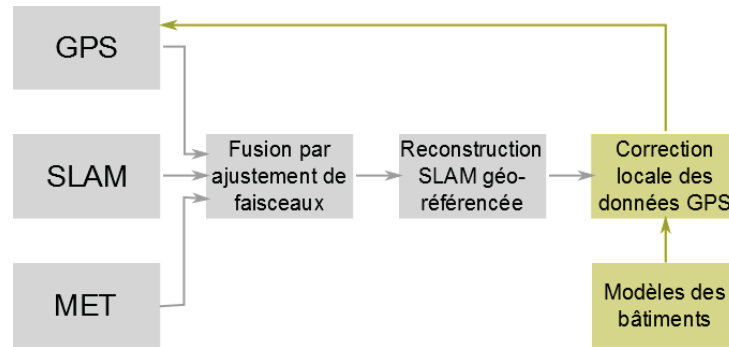 GPS
SLAM
MET
Fusion par
ajustement de
faisceaux
Reconstruction
SLAM géo-
référencée
Correction
locale des
données GPS
Modèles des
bâtiments